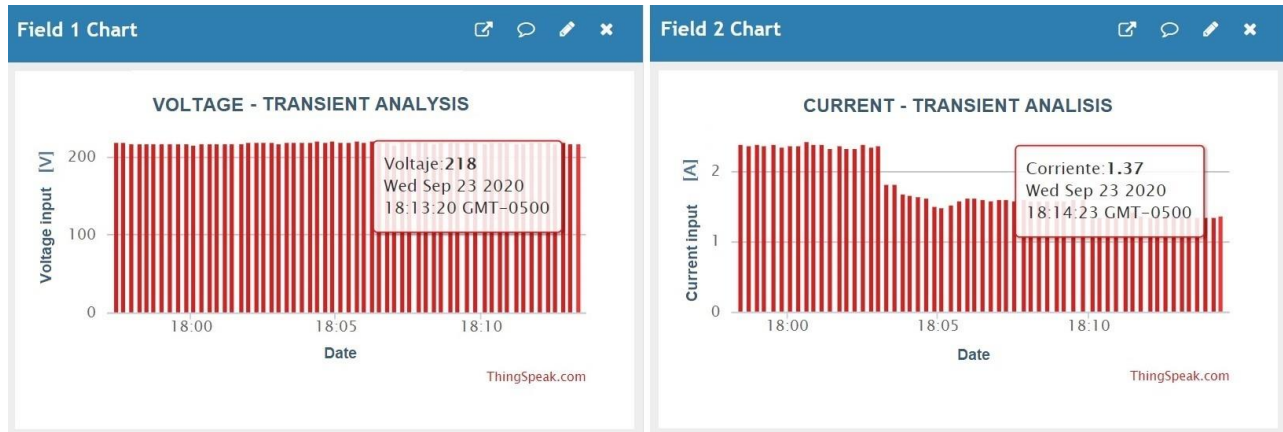 Field 1 Chart
VOLTAGE - TRANSIENT ANALYSIS
Voltage input [V]
200
100
0
Voltaje:218
Wed Sep 23 2020
18:13:20 GMT-0500
18:00 18:05 18:10
Date
ThingSpeak.com
Field 2 Chart
CURRENT - TRANSIENT ANALISIS
Current input [A]
2
1
0
Corriente:1.37
Wed Sep 23 2020
18:14:23 GMT-0500
18:00 18:05 18:10
Date
ThingSpeak.com